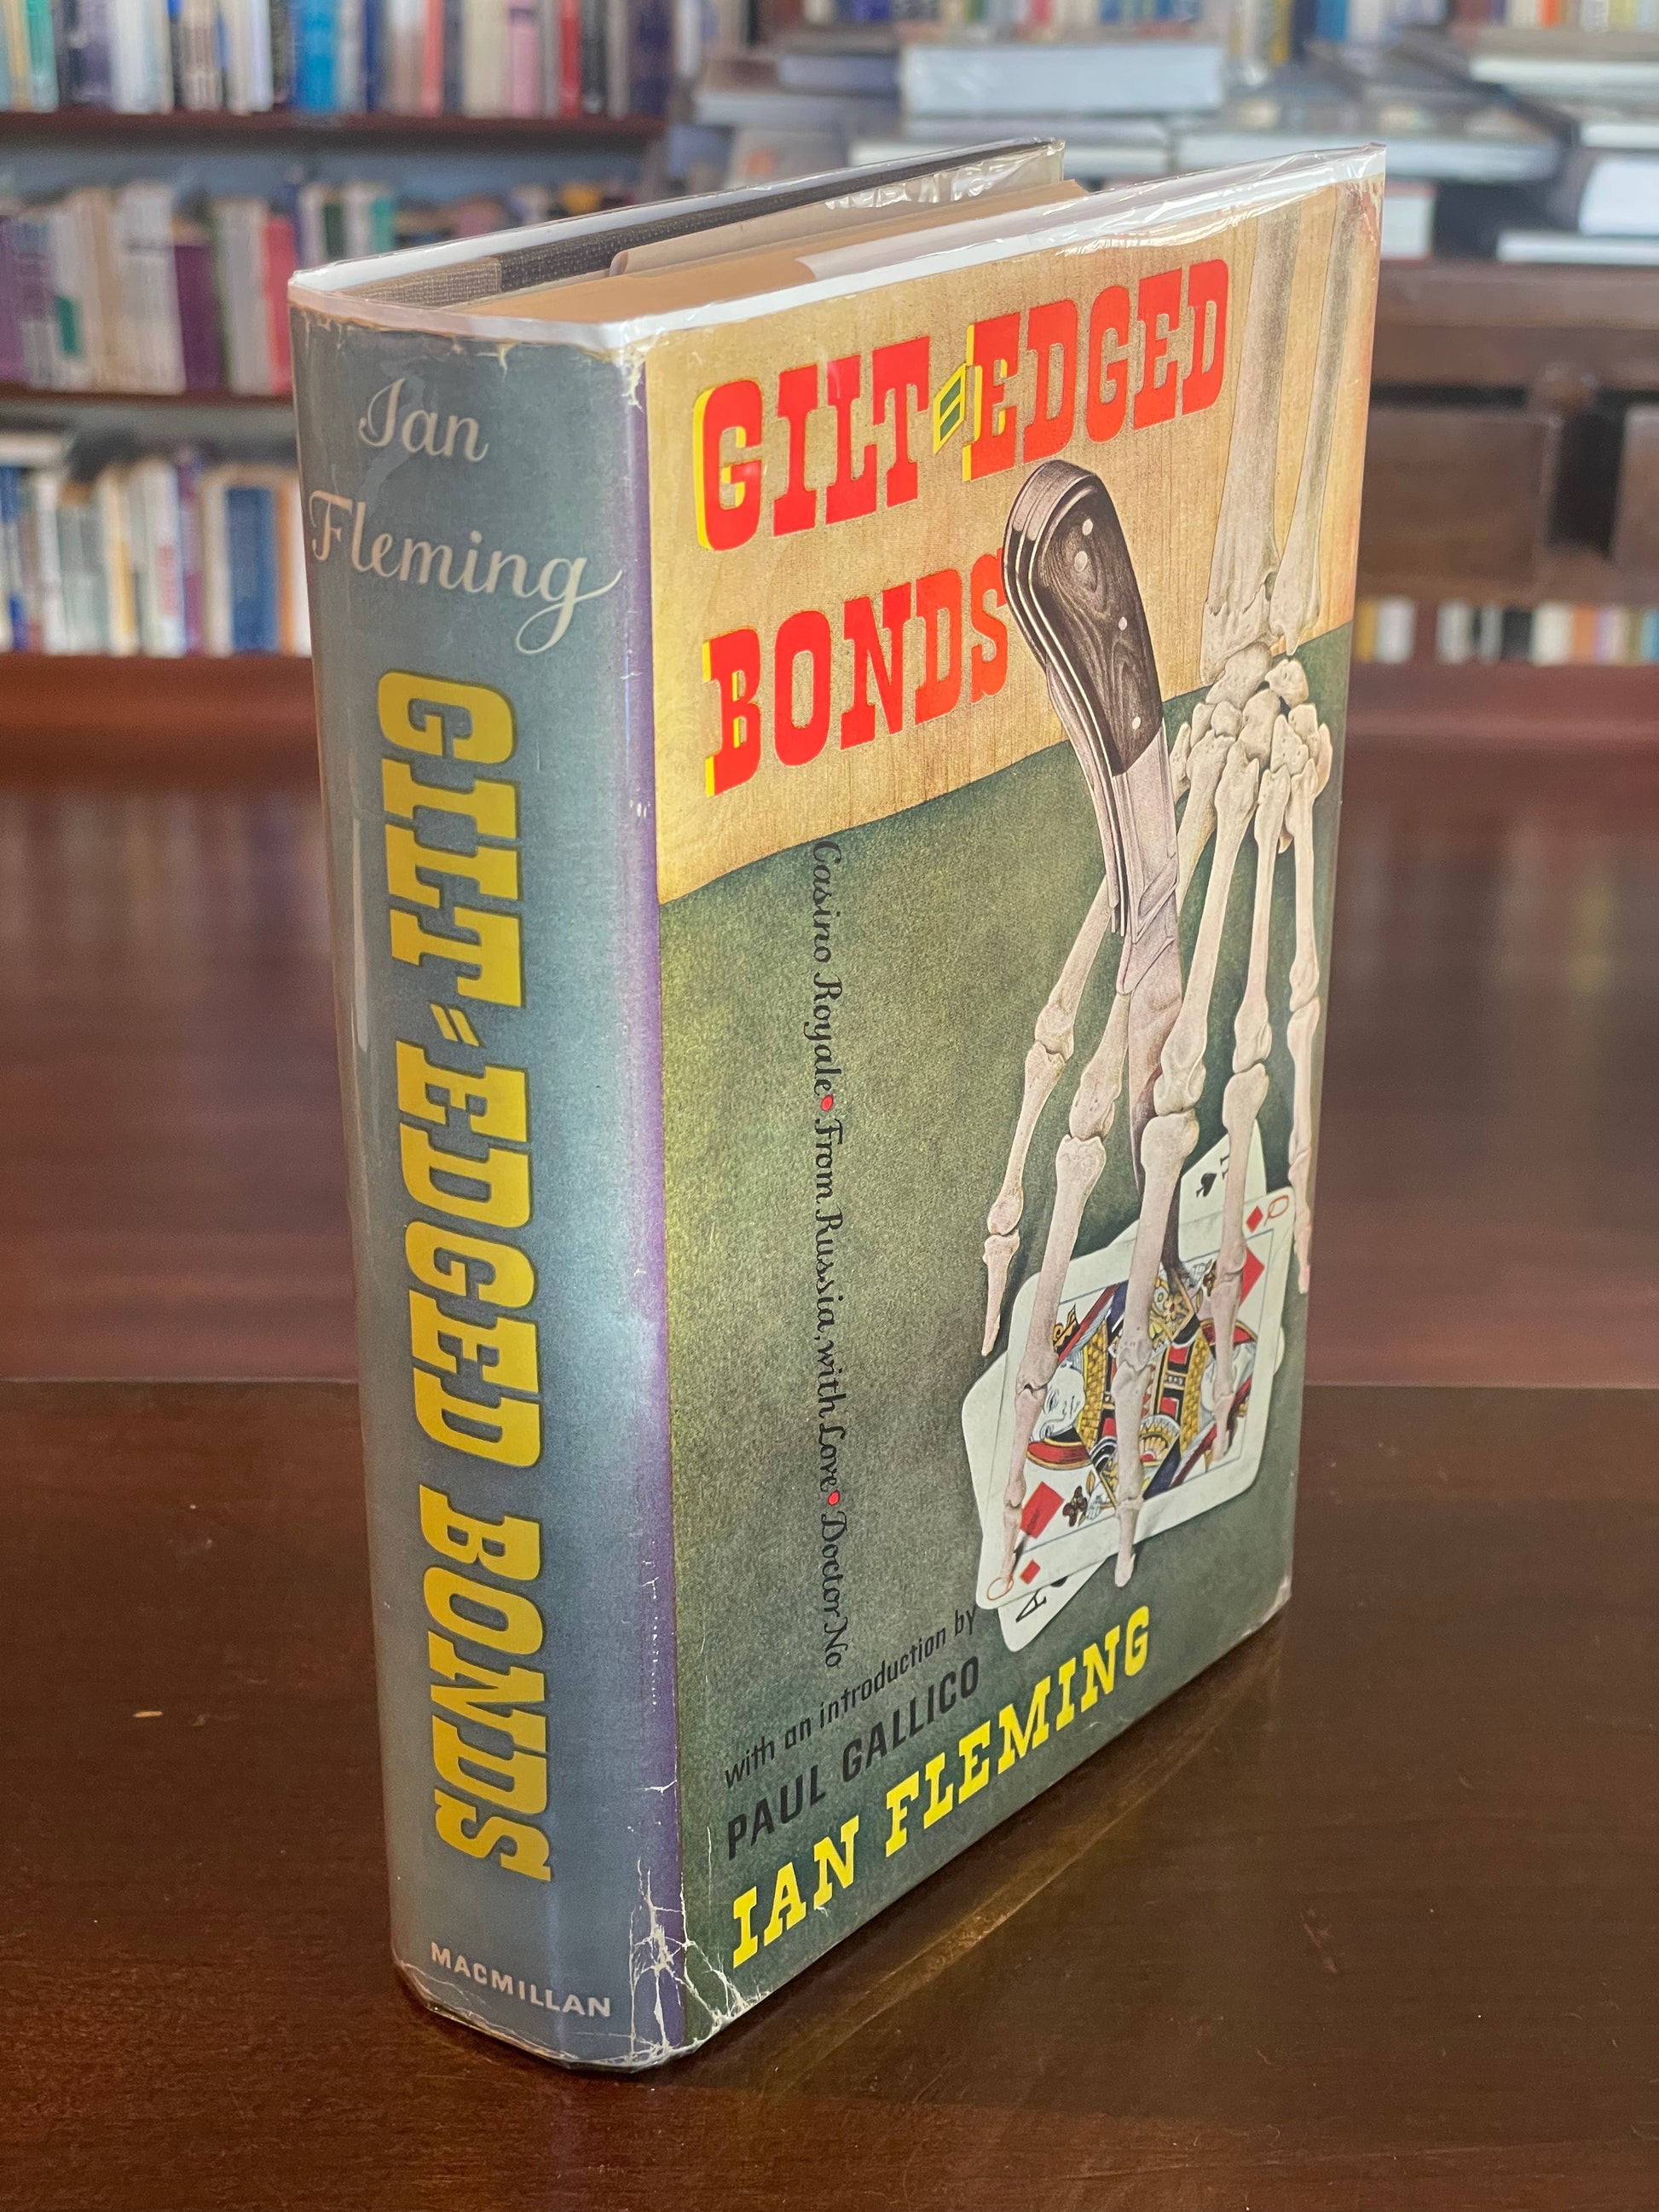 Ian
Fleming
GILT-EDGED BONDS
MACMILLAN
GILT=EDGED
BONDS
Casino Royale • From Russia, with Love • Doctor No
with an introduction by
PAUL GALLICO
IAN FLEMING
Q
Q
A